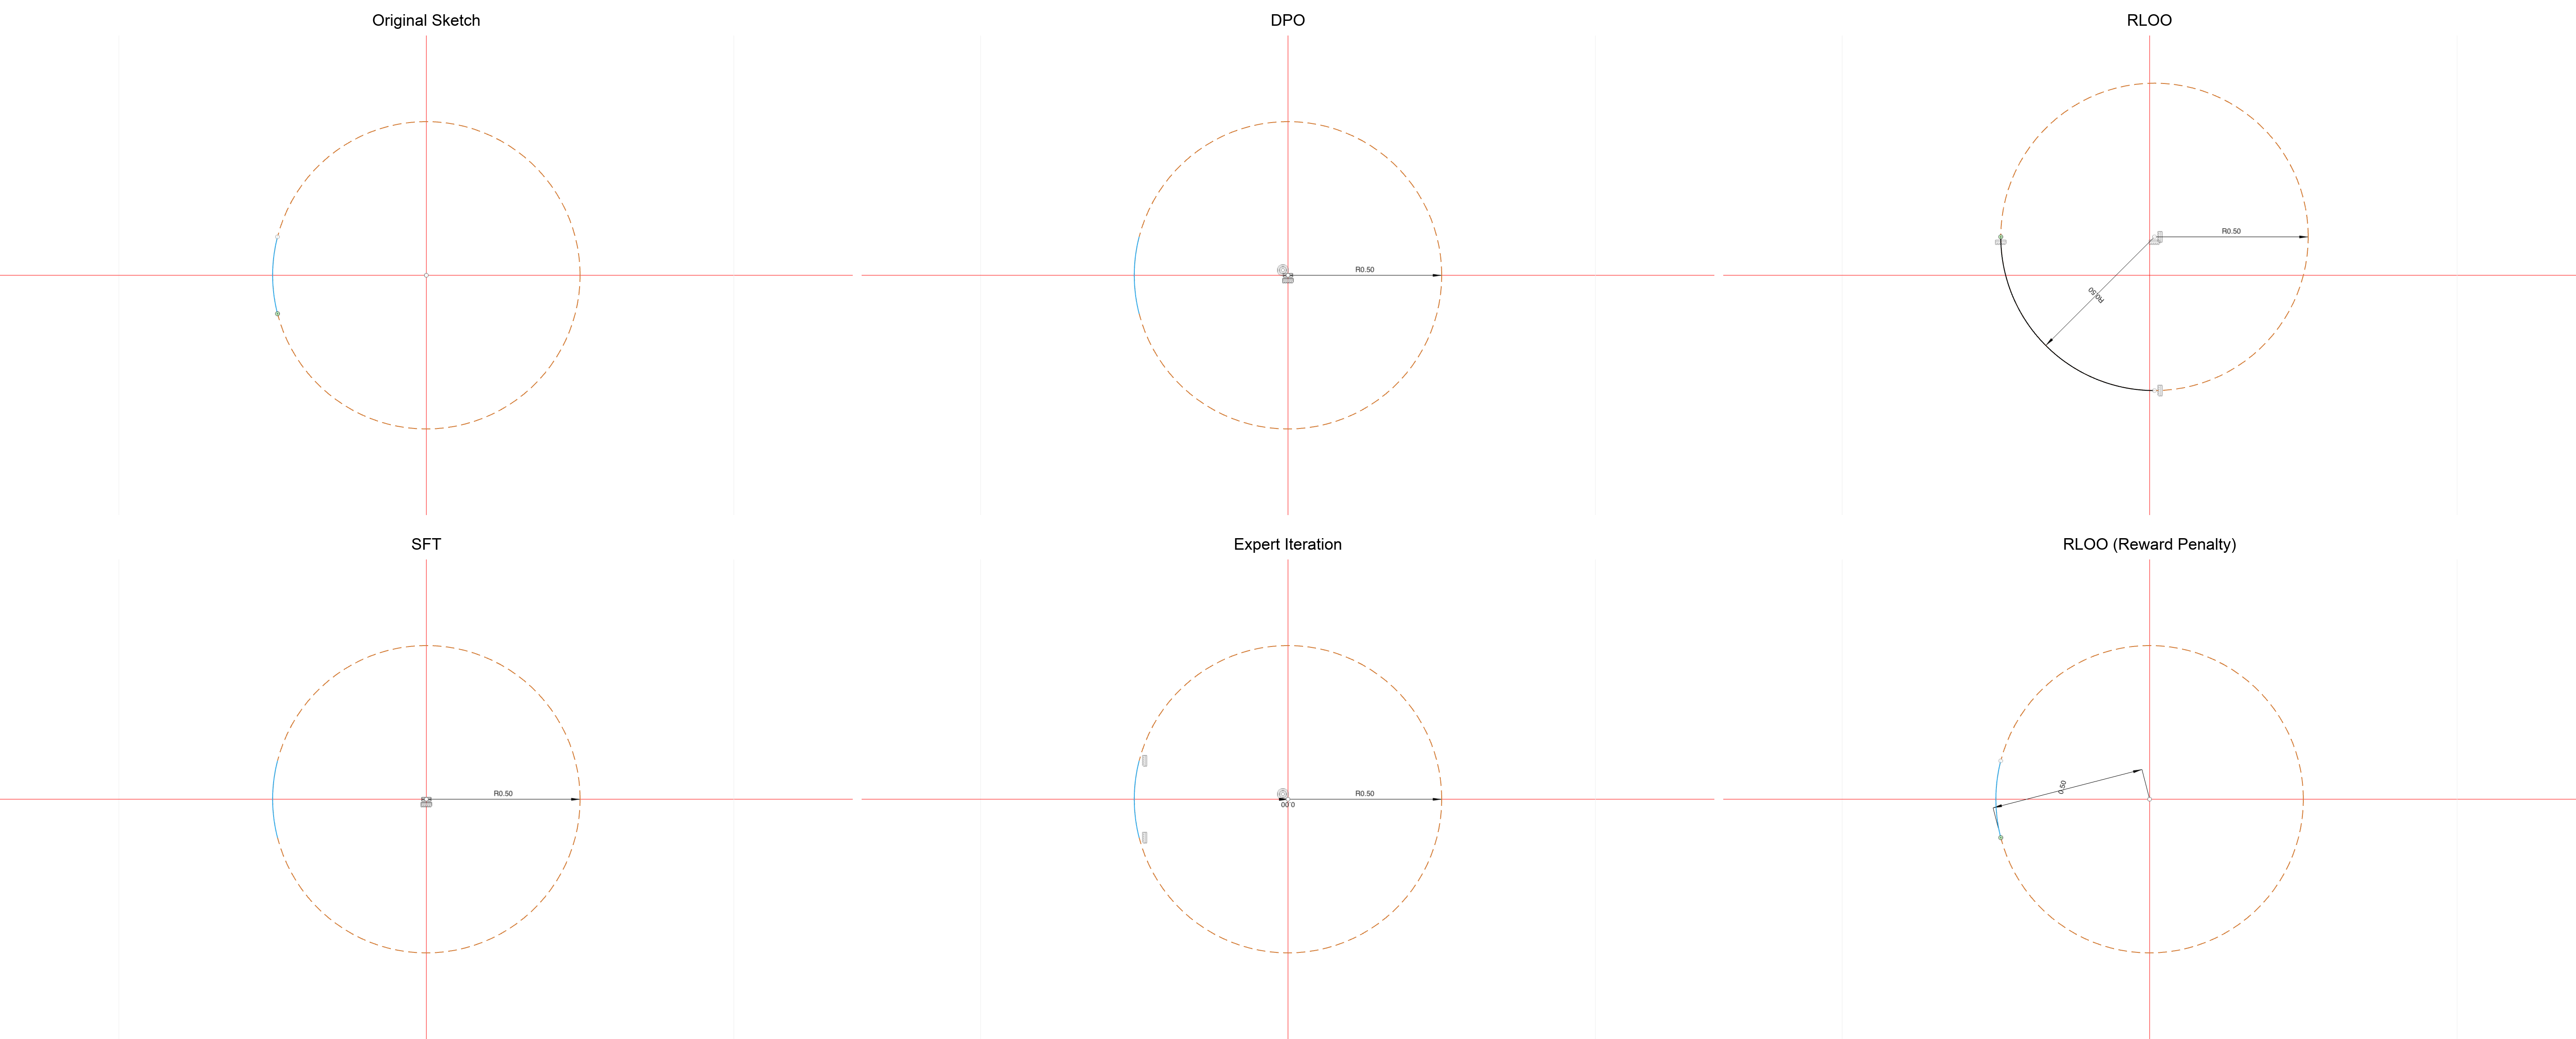 Original Sketch
DPO
R0.50
RLOO
R0.50
R0.50
SFT
R0.50
Expert Iteration
R0.50
0.00
RLOO (Reward Penalty)
0.50